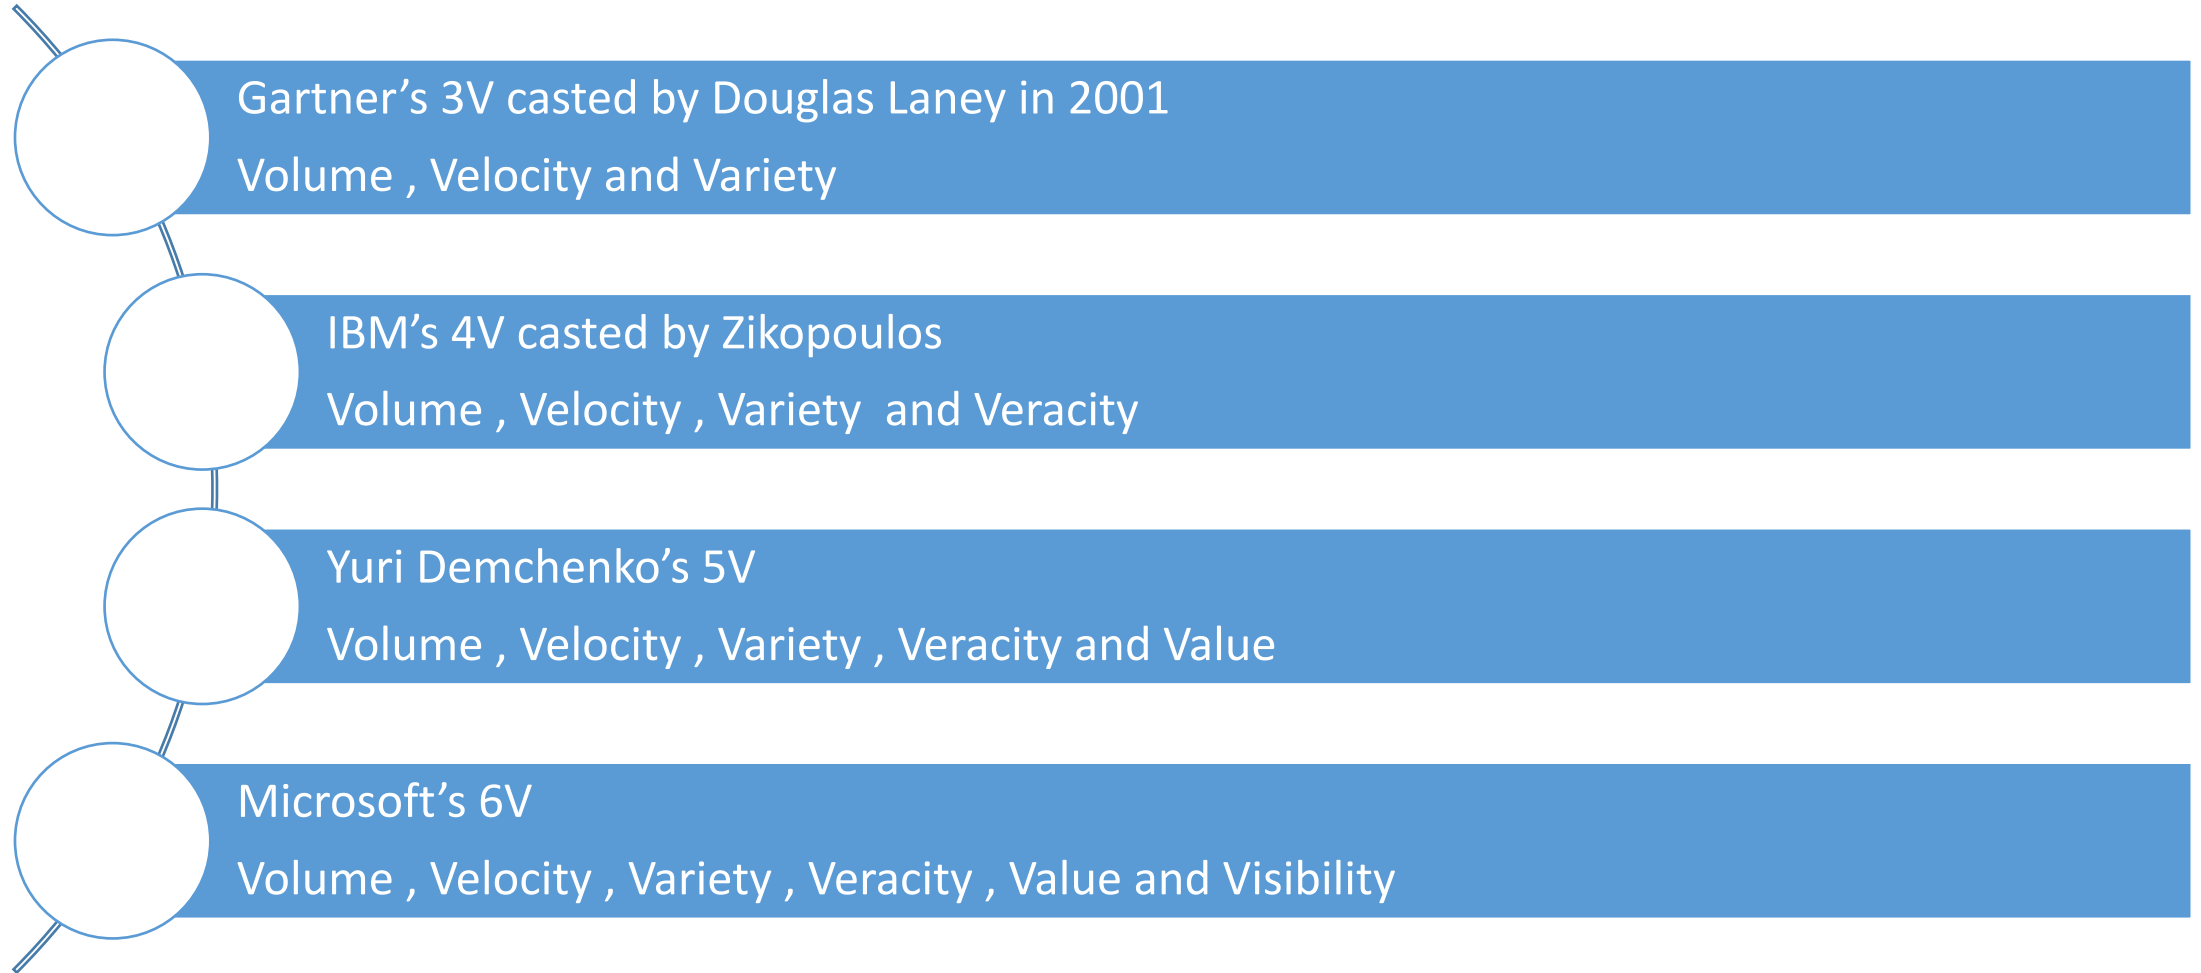 Gartner’s 3V casted by Douglas Laney in 2001
Volume , Velocity and Variety
IBM’s 4V casted by Zikopoulos
Volume , Velocity , Variety  and Veracity
Yuri Demchenko’s 5V
Volume , Velocity , Variety , Veracity and Value
Microsoft’s 6V
Volume , Velocity , Variety , Veracity , Value and Visibility